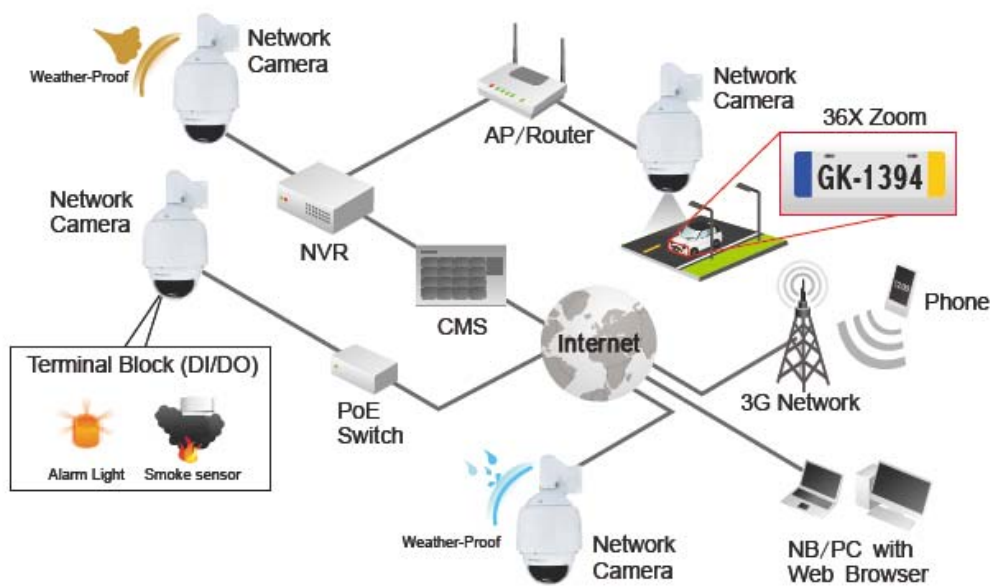 Weather-Proof
Network
Camera
AP/Router
Network
Camera
36X Zoom
GK-1394
Network
Camera
NVR
CMS
Internet
Phone
3G Network
Terminal Block (DI/DO)
Alarm Light
Smoke sensor
PoE
Switch
Weather-Proof
Network
Camera
NB/PC with
Web Browser